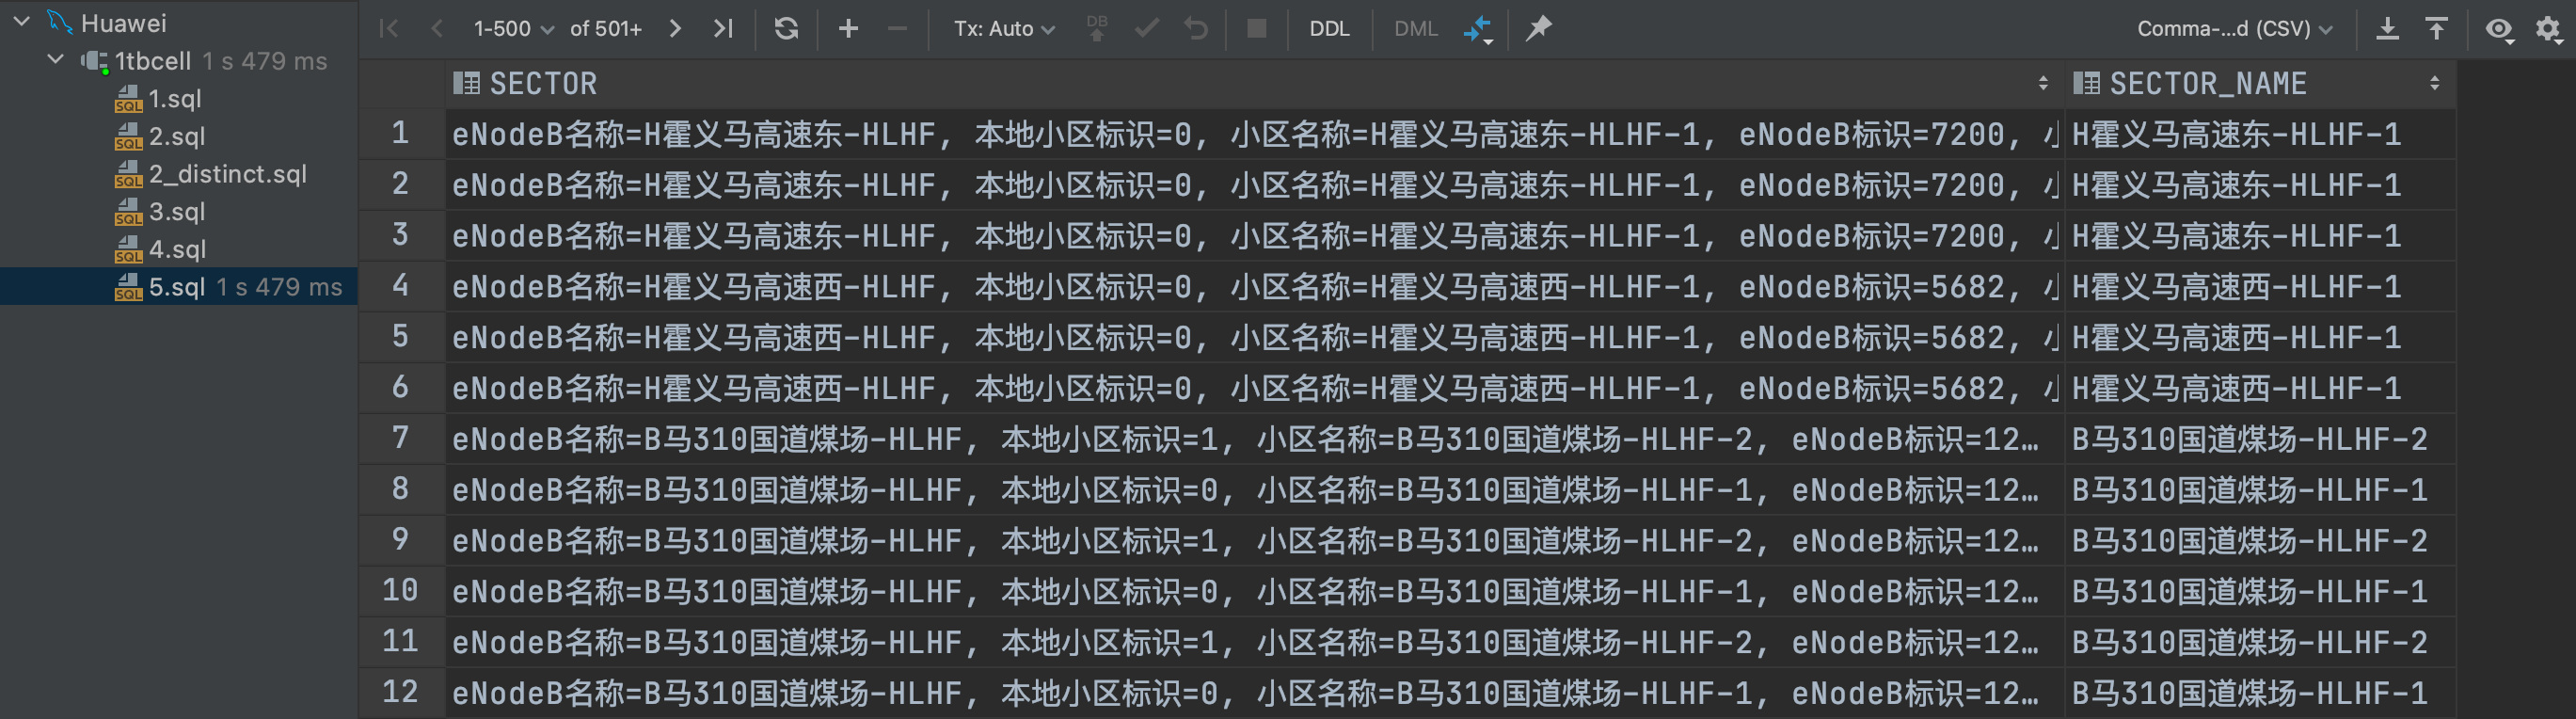 Huawei
1tbcell 1 s 479 ms
1.sql
2.sql
2_distinct.sql
3.sql
4.sql
5.sql 1 s 479 ms
1-500 of 501+ Tx: Auto DB DDL DML Comma-...d (CSV)
SECTOR SECTOR_NAME
1 eNodeB名称=H霍义马高速东-HLHF, 本地小区标识=0, 小区名称=H霍义马高速东-HLHF-1, eNodeB标识=7200, 小 H霍义马高速东-HLHF-1
2 eNodeB名称=H霍义马高速东-HLHF, 本地小区标识=0, 小区名称=H霍义马高速东-HLHF-1, eNodeB标识=7200, 小 H霍义马高速东-HLHF-1
3 eNodeB名称=H霍义马高速东-HLHF, 本地小区标识=0, 小区名称=H霍义马高速东-HLHF-1, eNodeB标识=7200, 小 H霍义马高速东-HLHF-1
4 eNodeB名称=H霍义马高速西-HLHF, 本地小区标识=0, 小区名称=H霍义马高速西-HLHF-1, eNodeB标识=5682, 小 H霍义马高速西-HLHF-1
5 eNodeB名称=H霍义马高速西-HLHF, 本地小区标识=0, 小区名称=H霍义马高速西-HLHF-1, eNodeB标识=5682, 小 H霍义马高速西-HLHF-1
6 eNodeB名称=H霍义马高速西-HLHF, 本地小区标识=0, 小区名称=H霍义马高速西-HLHF-1, eNodeB标识=5682, 小 H霍义马高速西-HLHF-1
7 eNodeB名称=B马310国道煤场-HLHF, 本地小区标识=1, 小区名称=B马310国道煤场-HLHF-2, eNodeB标识=12… B马310国道煤场-HLHF-2
8 eNodeB名称=B马310国道煤场-HLHF, 本地小区标识=0, 小区名称=B马310国道煤场-HLHF-1, eNodeB标识=12… B马310国道煤场-HLHF-1
9 eNodeB名称=B马310国道煤场-HLHF, 本地小区标识=1, 小区名称=B马310国道煤场-HLHF-2, eNodeB标识=12… B马310国道煤场-HLHF-2
10 eNodeB名称=B马310国道煤场-HLHF, 本地小区标识=0, 小区名称=B马310国道煤场-HLHF-1, eNodeB标识=12… B马310国道煤场-HLHF-1
11 eNodeB名称=B马310国道煤场-HLHF, 本地小区标识=1, 小区名称=B马310国道煤场-HLHF-2, eNodeB标识=12… B马310国道煤场-HLHF-2
12 eNodeB名称=B马310国道煤场-HLHF, 本地小区标识=0, 小区名称=B马310国道煤场-HLHF-1, eNodeB标识=12… B马310国道煤场-HLHF-1